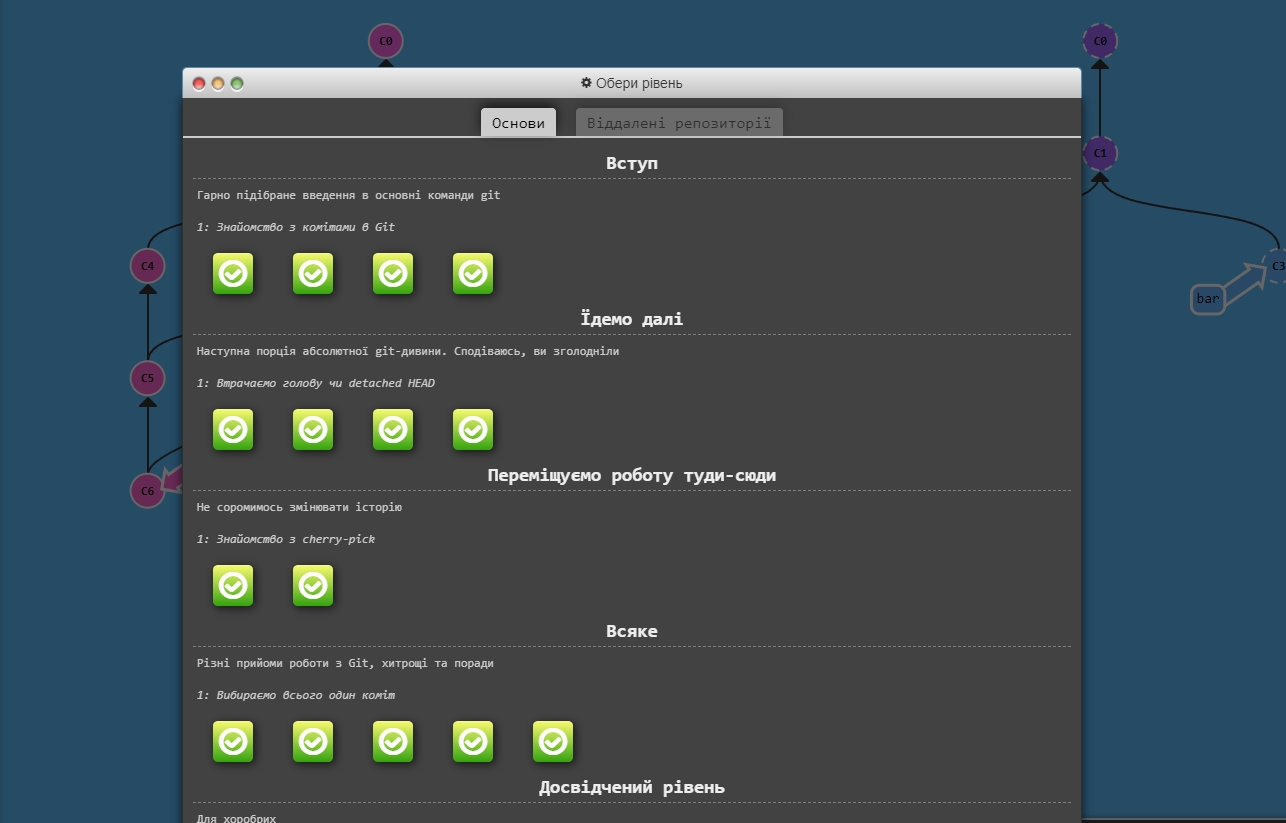 C0
C0
Обери рівень
Основи
Віддалені репозиторії
C1
Вступ
Гарно підібране введення в основні команди git
1: Знайомство з комітами в Git
C4
C3
bar
Їдемо далі
Наступна порція абсолютної git-дивини. Сподіваюсь, ви зголодніли
1: Втрачаємо голову чи detached HEAD
C5
Переміщуємо роботу туди-сюди
C6
Не соромимось змінювати історію
1: Знайомство з cherry-pick
Всяке
Різні прийоми роботи з Git, хитрощі та поради
1: Вибираємо всього один коміт
Досвідчений рівень
Для хоробрих